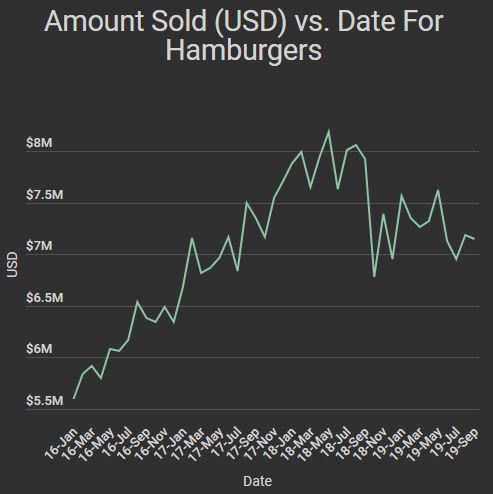 Amount Sold (USD) vs. Date For
Hamburgers
$8M
$7.5M
$7M
$6.5M
$6M
$5.5M
USD
16-Jan
16-Mar
16-May
16-Jul
16-Sep
16-Nov
17-Jan
17-Mar
17-May
17-Jul
17-Sep
17-Nov
18-Jan
18-Mar
18-May
18-Jul
18-Sep
18-Nov
19-Jan
19-Mar
19-May
19-Jul
19-Sep
Date